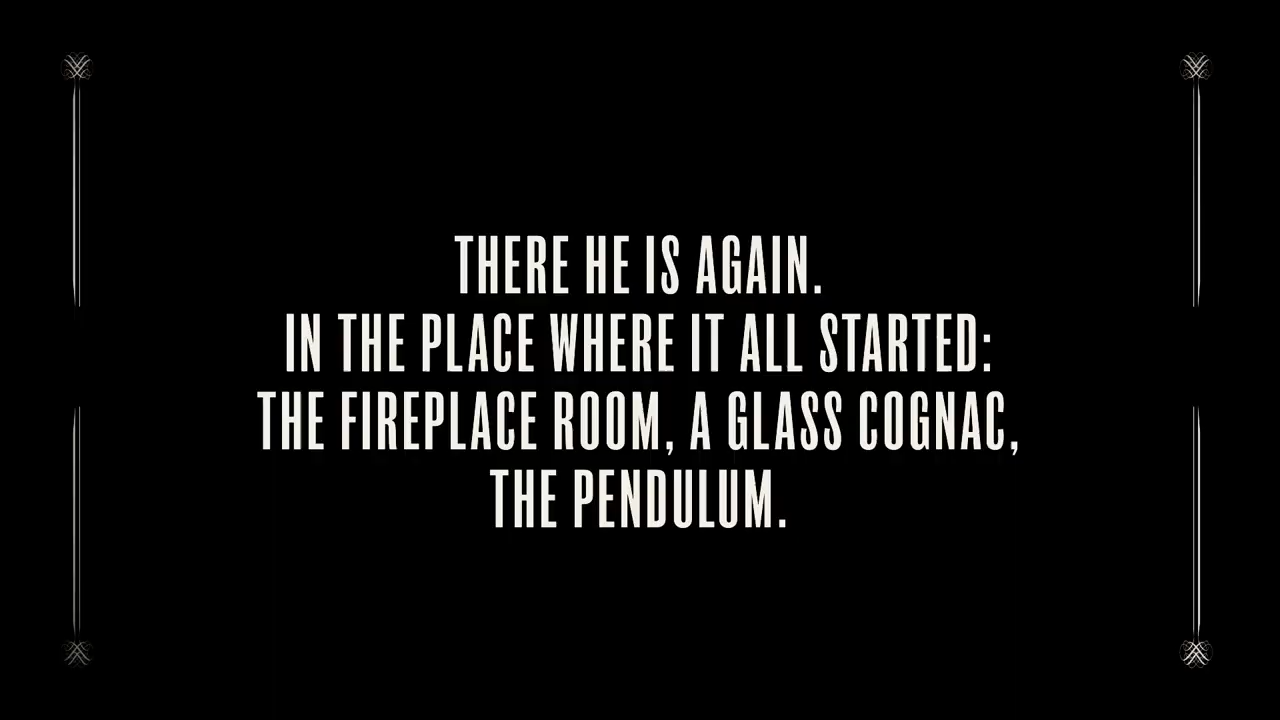 THERE HE IS AGAIN.
IN THE PLACE WHERE IT ALL STARTED:
THE FIREPLACE ROOM, A GLASS COGNAC,
THE PENDULUM.